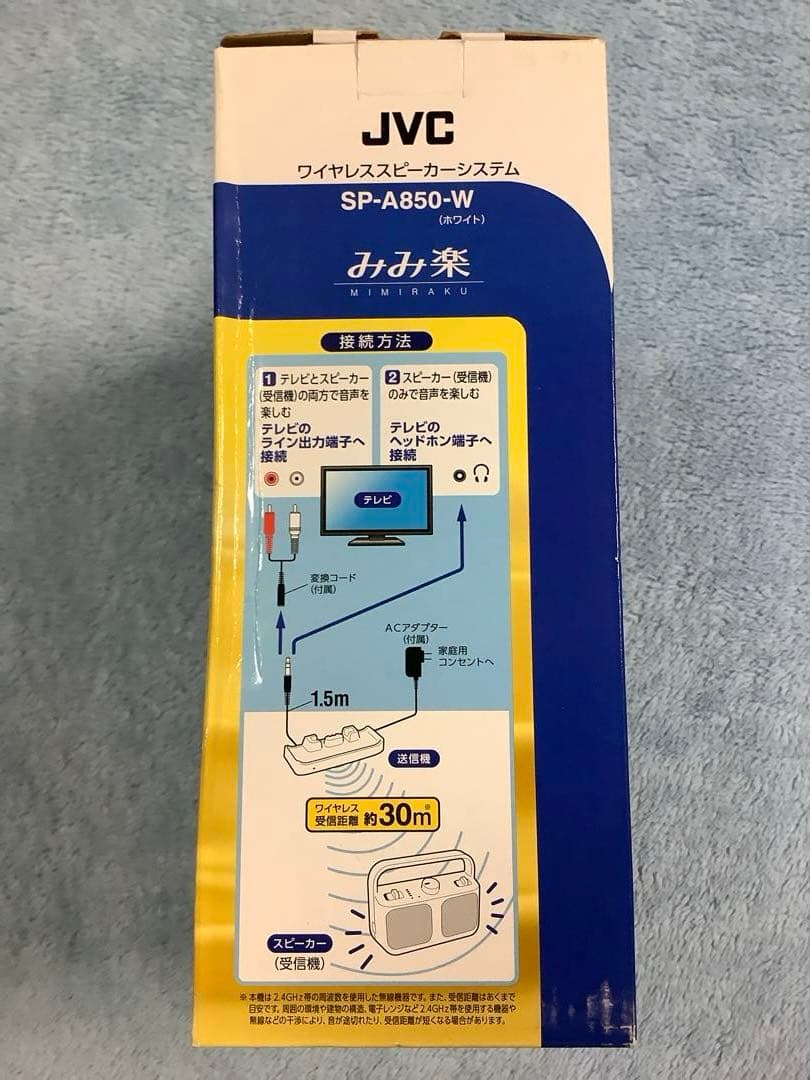 JVC
ワイヤレススピーカーシステム
SP-A850-W
(ホワイト)
みみ楽
MIMIRAKU
接続方法
1 テレビとスピーカー
(受信機)の両方で音声を
楽しむ
テレビの
ライン出力端子へ
接続
2 スピーカー(受信機)
のみで音声を楽しむ
テレビの
ヘッドホン端子へ
接続
テレビ
変換コード
(付属)
ACアダプター
(付属)
家庭用
コンセントへ
1.5m
送信機
ワイヤレス
受信距離 約30m※
スピーカー
(受信機)
※本機は2.4GHz帯の周波数を使用した無線機器です。また、受信距離はあくまで
目安です。周囲の環境や建物の構造、電子レンジなど2.4GHz帯を使用する機器や
無線などの干渉により、音が途切れたり、受信距離が短くなる場合があります。